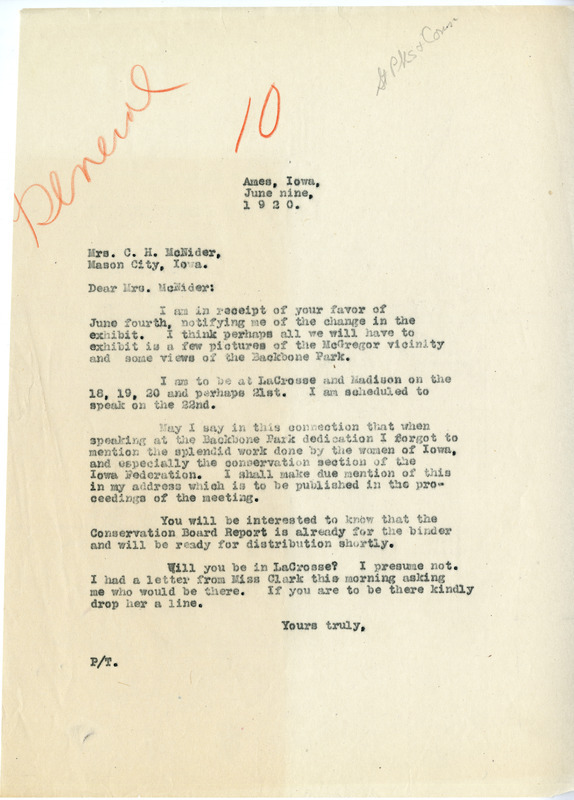 St Pks & Cons
General
10
Ames, Iowa,
June nine,
1 9 2 0.
Mrs. C. H. McNider,
Mason City, Iowa.
Dear Mrs. McNider:
I am in receipt of your favor of
June fourth, notifying me of the change in the
exhibit. I think perhaps all we will have to
exhibit is a few pictures of the McGregor vicinity
and some views of the Backbone Park.
I am to be at LaCrosse and Madison on the
18, 19, 20 and perhaps 21st. I am scheduled to
speak on the 22nd.
May I say in this connection that when
speaking at the Backbone Park dedication I forgot to
mention the splendid work done by the women of Iowa,
and especially the conservation section of the
Iowa Federation. I shall make due mention of this
in my address which is to be published in the pro-
ceedings of the meeting.
You will be interested to know that the
Conservation Board Report is already for the binder
and will be ready for distribution shortly.
Will you be in LaCrosse? I presume not.
I had a letter from Miss Clark this morning asking
me who would be there. If you are to be there kindly
drop her a line.
Yours truly,
P/T.